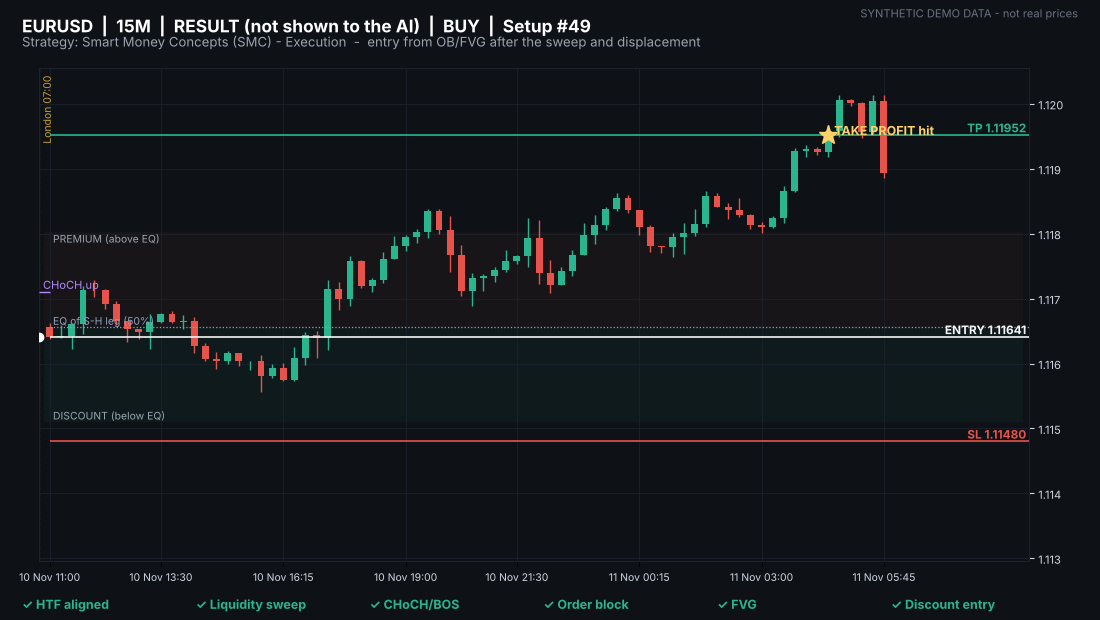 SYNTHETIC DEMO DATA - not real prices
EURUSD | 15M | RESULT (not shown to the AI) | BUY | Setup #49
Strategy: Smart Money Concepts (SMC) - Execution - entry from OB/FVG after the sweep and displacement
London 07:00
1.120
TAKE PROFIT hit
TP 1.11952
1.119
PREMIUM (above EQ)
1.118
CHoCH up
1.117
EQ of S-H leg (50%)
ENTRY 1.11641
1.116
DISCOUNT (below EQ)
1.115
SL 1.11480
1.114
1.113
10 Nov 11:00 10 Nov 13:30 10 Nov 16:15 10 Nov 19:00 10 Nov 21:30 11 Nov 00:15 11 Nov 03:00 11 Nov 05:45
✓ HTF aligned ✓ Liquidity sweep ✓ CHoCH/BOS ✓ Order block ✓ FVG ✓ Discount entry